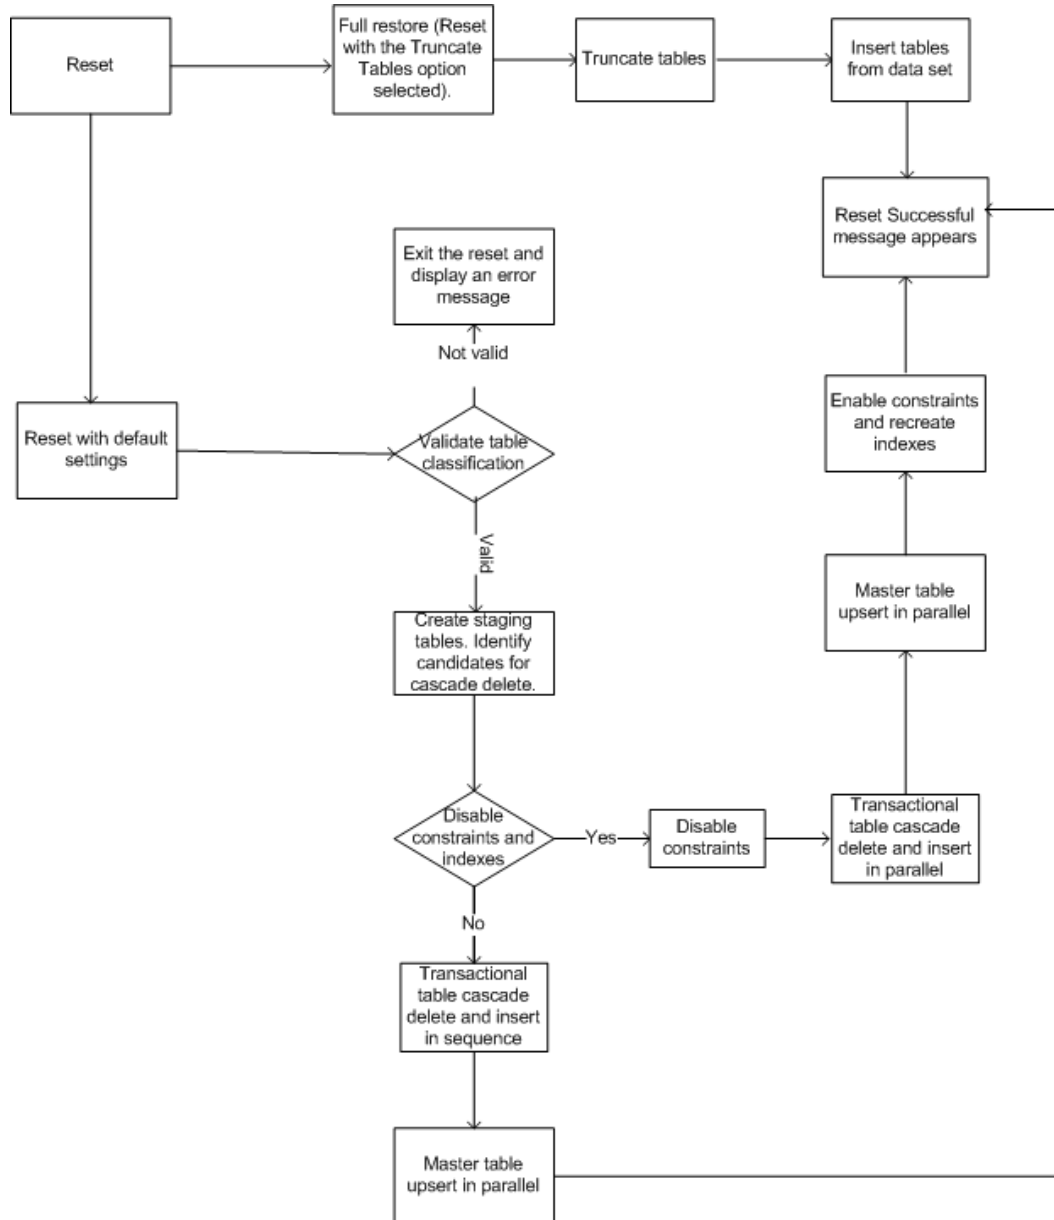 Reset
Full restore (Reset
with the Truncate
Tables option
selected).
Truncate tables
Insert tables
from data set
Reset Successful
message appears
Exit the reset and
display an error
message
Not valid
Enable constraints
and recreate
indexes
Reset with default
settings
Validate table
classification
Valid
Master table
upsert in parallel
Create staging
tables. Identify
candidates for
cascade delete.
Disable
constraints and
indexes
Yes
Disable
constraints
Transactional
table cascade
delete and insert
in parallel
No
Transactional
table cascade
delete and insert
in sequence
Master table
upsert in parallel